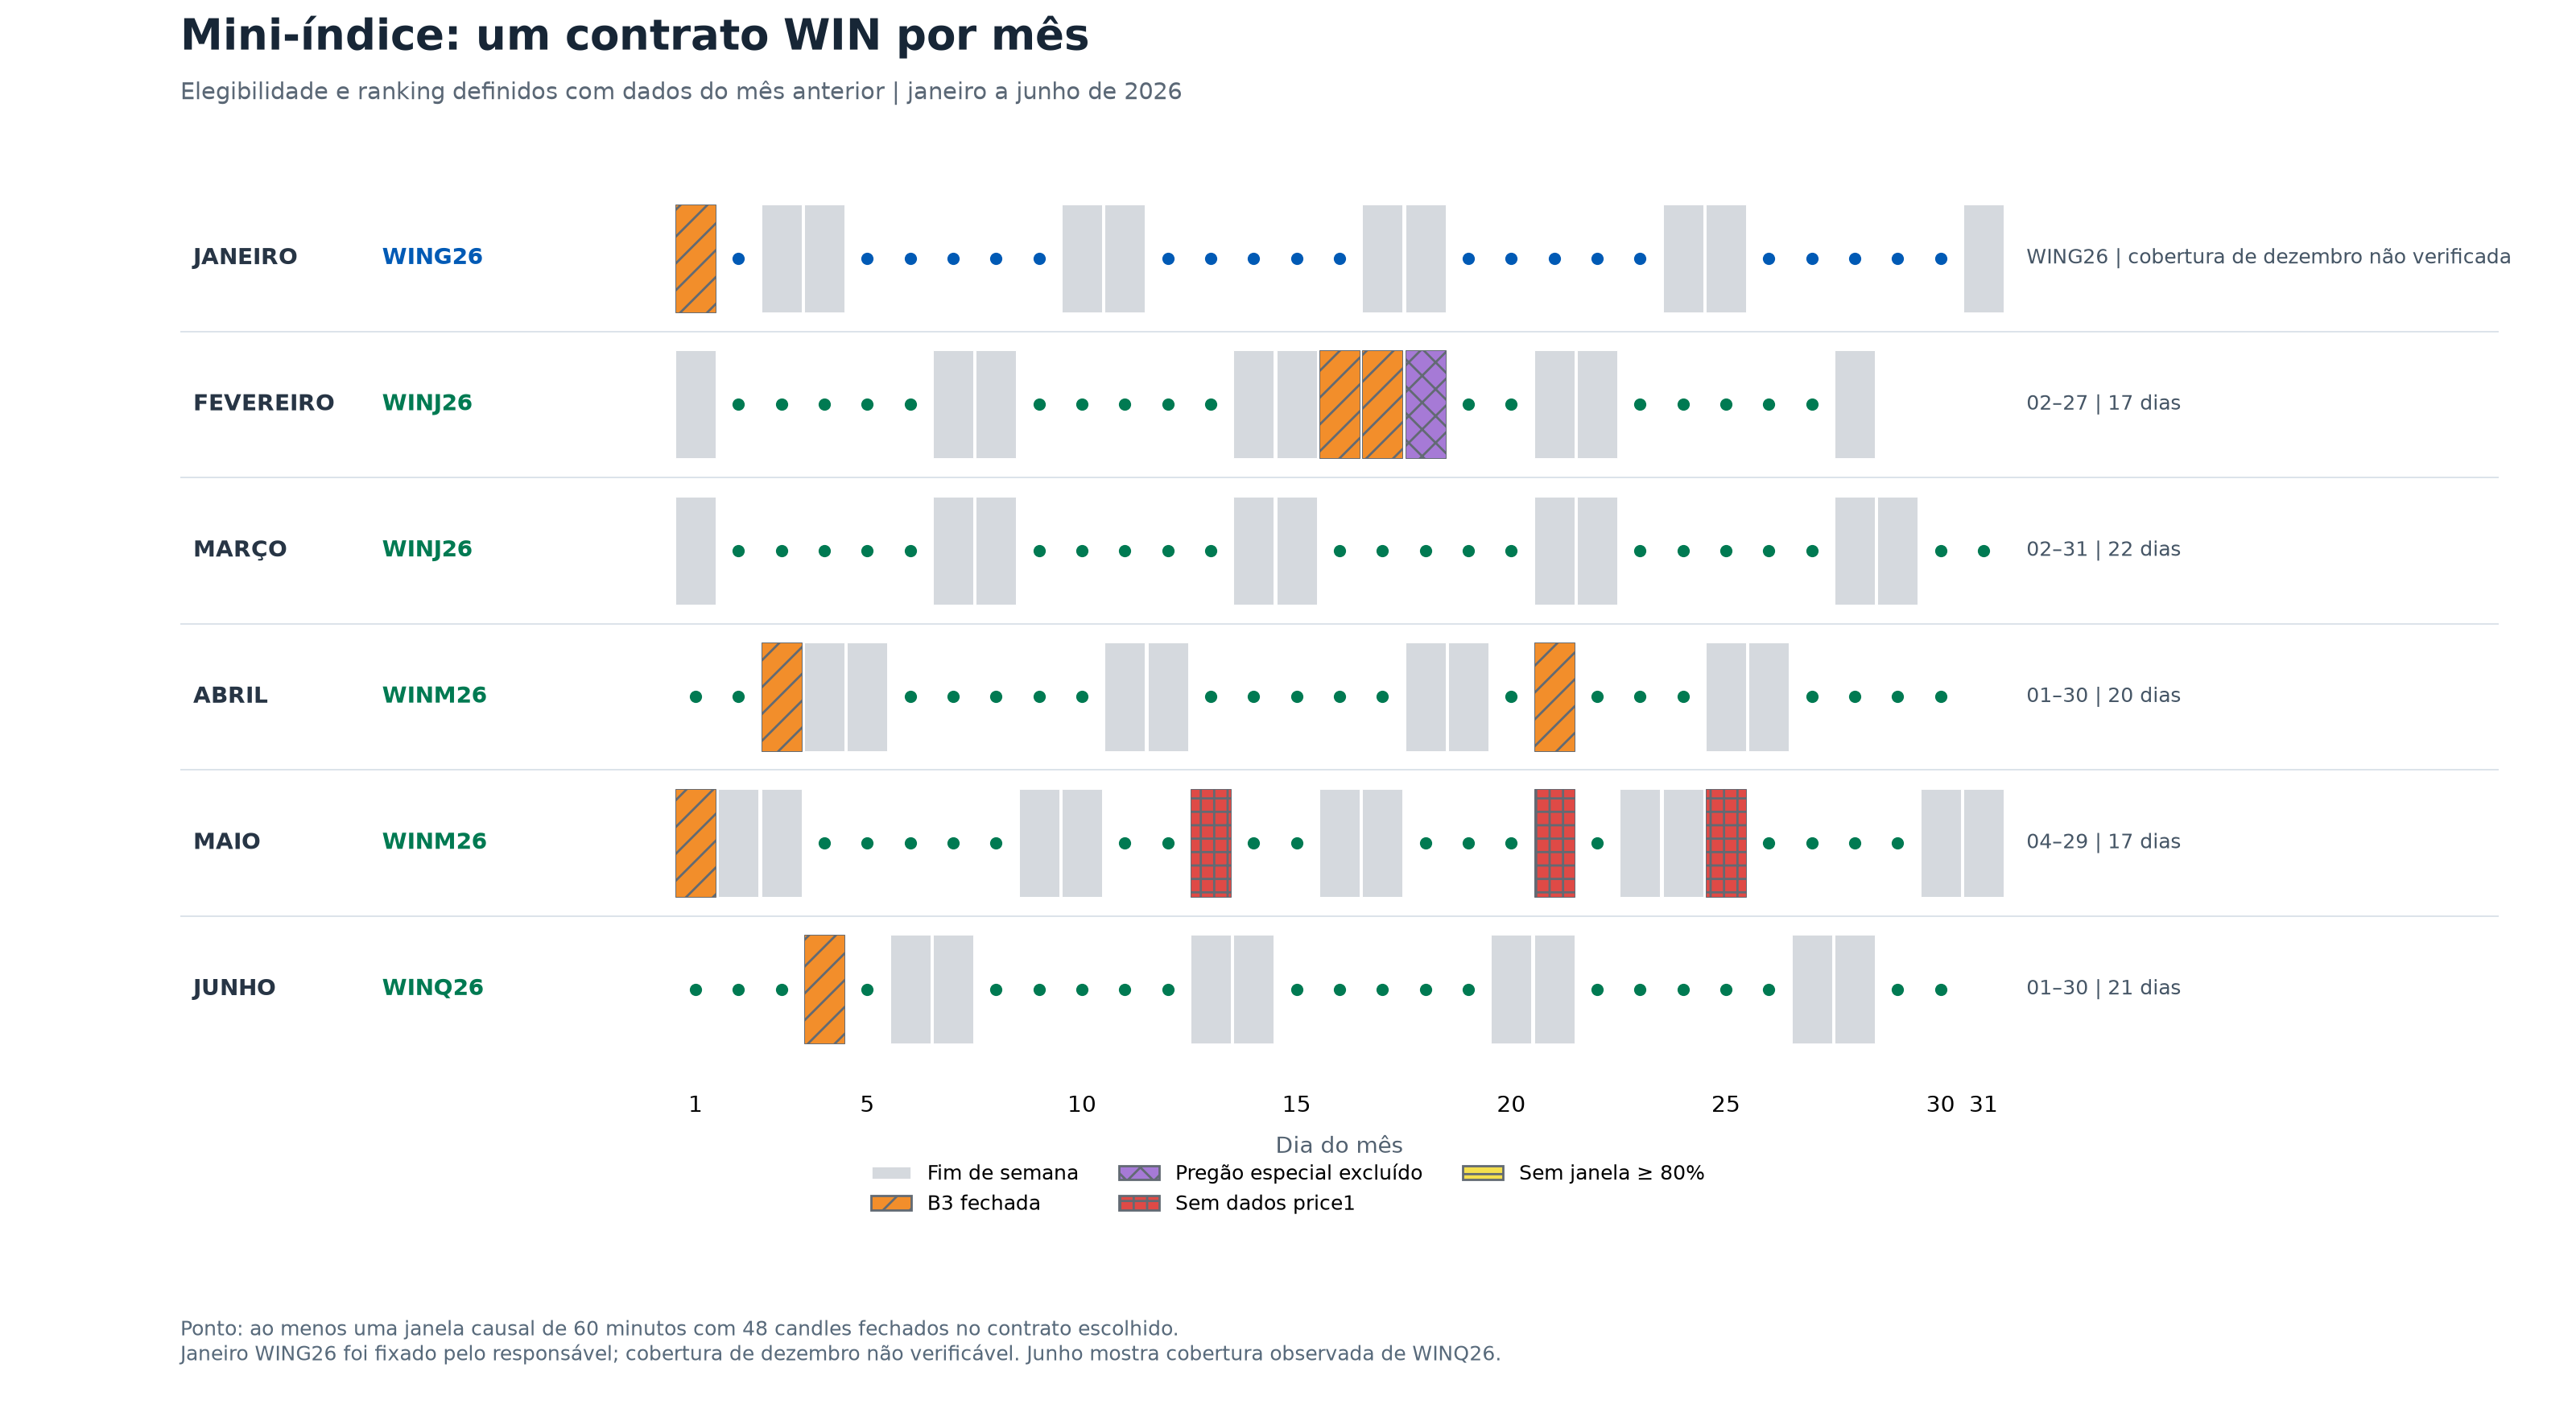 Mini-índice: um contrato WIN por mês
Elegibilidade e ranking definidos com dados do mês anterior | janeiro a junho de 2026
JANEIRO WING26 WING26 | cobertura de dezembro não verificada
FEVEREIRO WINJ26 02–27 | 17 dias
MARÇO WINJ26 02–31 | 22 dias
ABRIL WINM26 01–30 | 20 dias
MAIO WINM26 04–29 | 17 dias
JUNHO WINQ26 01–30 | 21 dias
1 5 10 15 20 25 30 31
Dia do mês
Fim de semana Pregão especial excluído Sem janela ≥ 80%
B3 fechada Sem dados price1
Ponto: ao menos uma janela causal de 60 minutos com 48 candles fechados no contrato escolhido.
Janeiro WING26 foi fixado pelo responsável; cobertura de dezembro não verificável. Junho mostra cobertura observada de WINQ26.